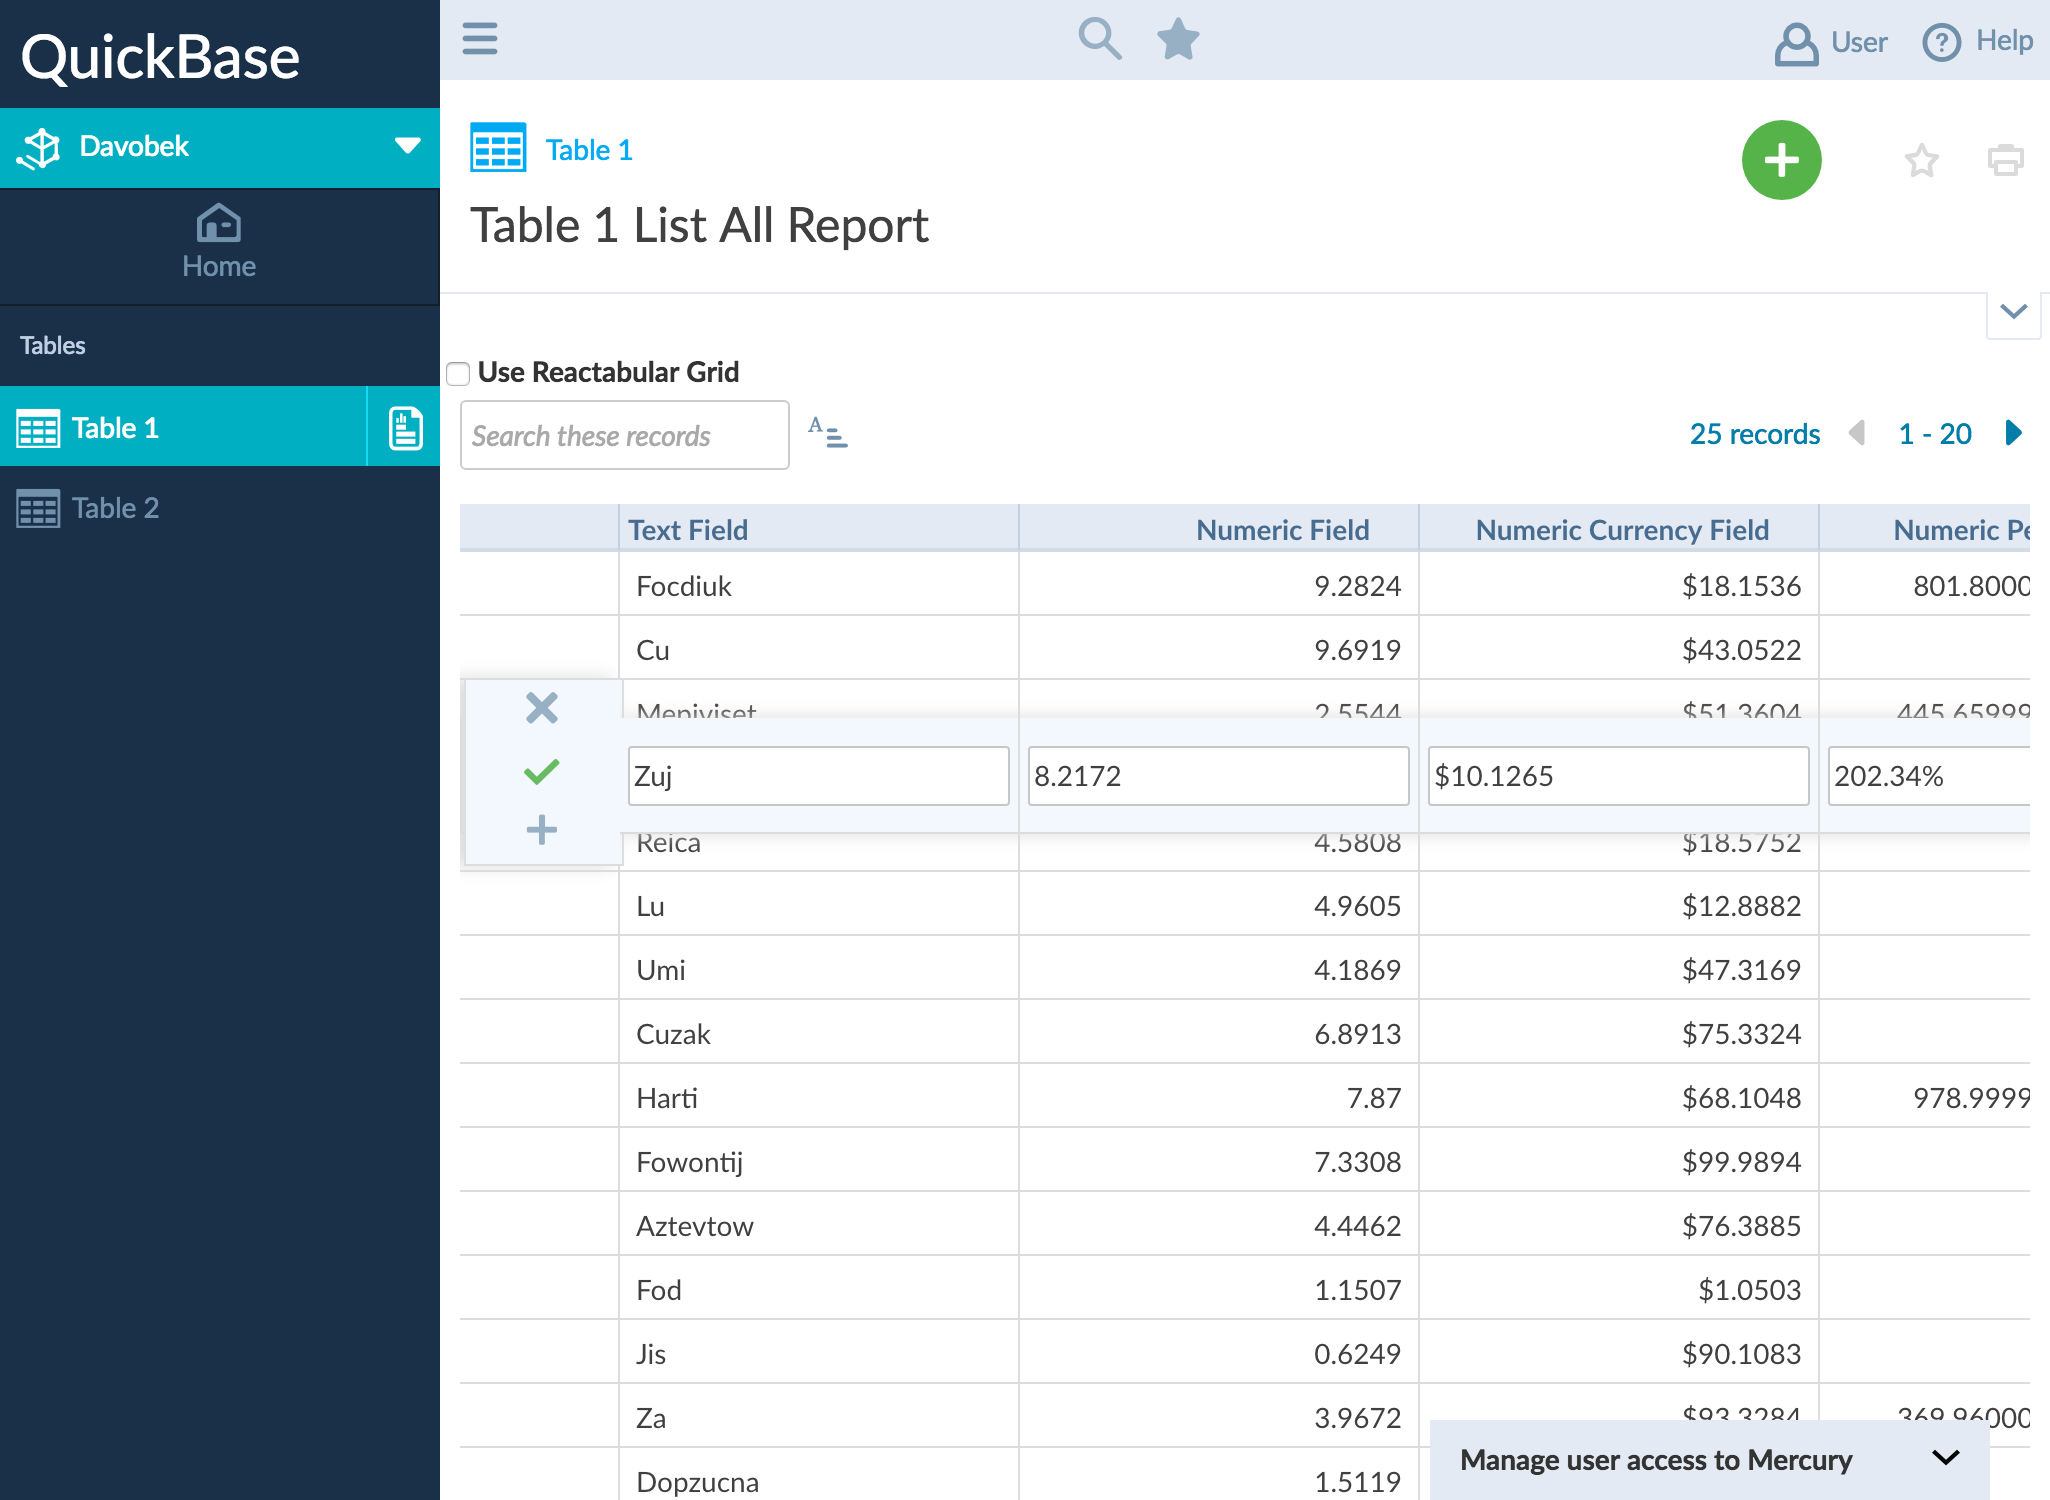 QuickBase
User
Help
Davobek
Home
Tables
Table 1
Table 2
Table 1
Table 1 List All Report
Use Reactabular Grid
Search these records
A
25 records
1 - 20
Text Field Numeric Field Numeric Currency Field Numeric Pe
Focdiuk 9.2824 $18.1536 801.8000
Cu 9.6919 $43.0522
Mepiviset 2.5544 $51.3604 445.65999
Zuj 8.2172 $10.1265 202.34%
Reica 4.5808 $18.5752
Lu 4.9605 $12.8882
Umi 4.1869 $47.3169
Cuzak 6.8913 $75.3324
Harti 7.87 $68.1048 978.9999
Fowontij 7.3308 $99.9894
Aztevtow 4.4462 $76.3885
Fod 1.1507 $1.0503
Jis 0.6249 $90.1083
Za 3.9672 $93.3284 369.96000
Dopzucna 1.5119
Manage user access to Mercury